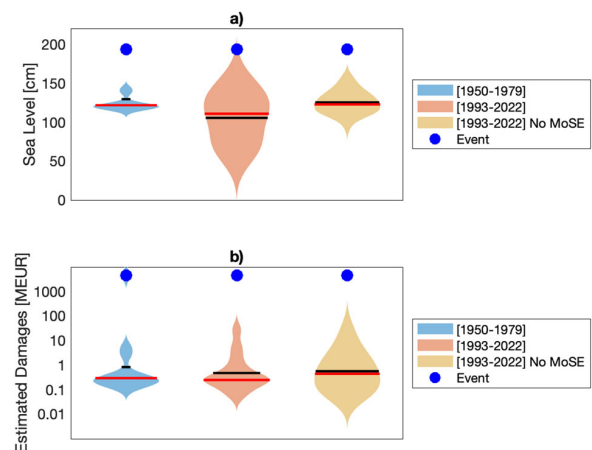 a)
Sea Level [cm]
200
150
100
50
0
[1950-1979]
[1993-2022]
[1993-2022] No MoSE
Event
b)
Estimated Damages [MEUR]
1000
100
10
1
0.1
0.01
[1950-1979]
[1993-2022]
[1993-2022] No MoSE
Event